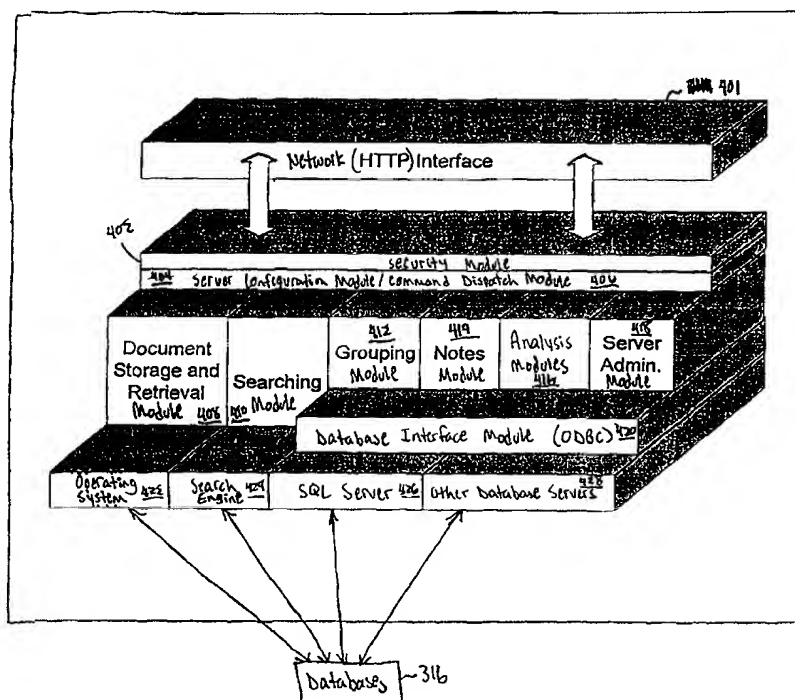 401
Network (HTTP) Interface
402
Security Module
404 Server Configuration Module/Command Dispatch Module 406
Document
Storage and
Retrieval
Module 408
Searching
410 Module
412
Grouping
Module
414
Notes
Module
Analysis
Modules
416
418
Server
Admin.
Module
Database Interface Module (ODBC) 420
Operating
System 422
Search 424
Engine
SQL Server 426
Other Database Servers 428
Databases
316